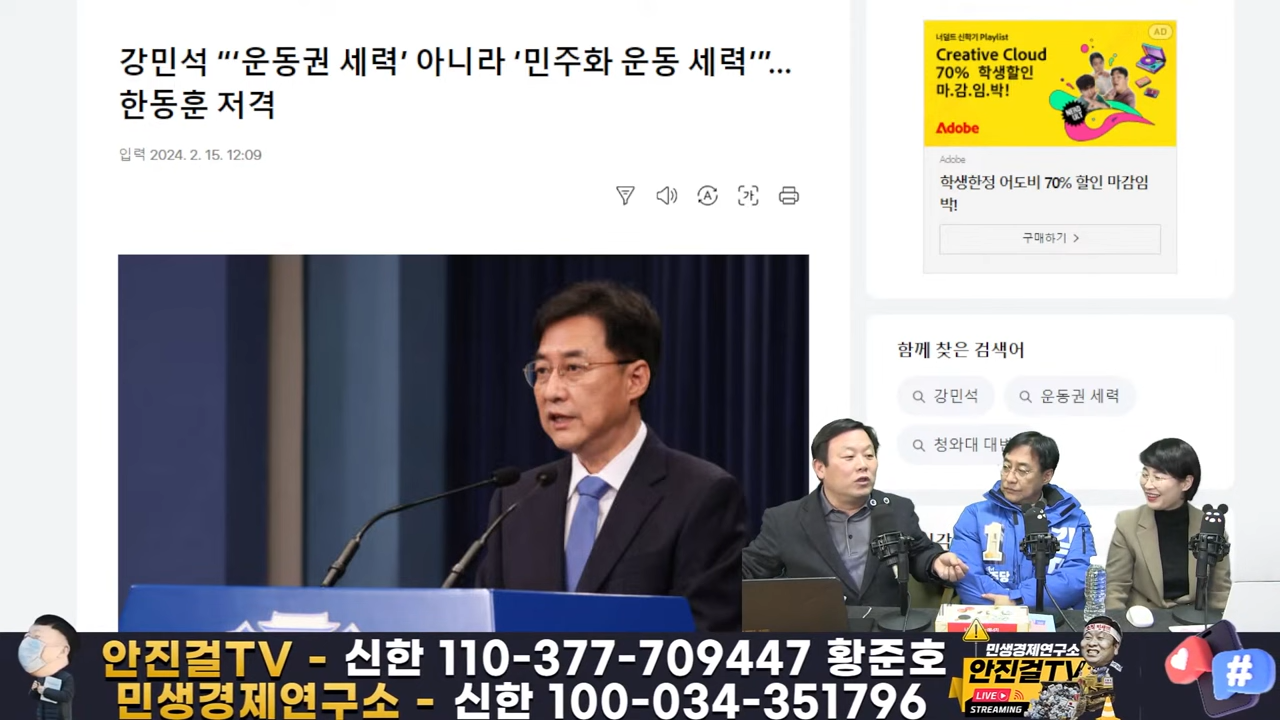 강민석 “‘운동권 세력’ 아니라 ‘민주화 운동 세력’”...
한동훈 저격
입력 2024. 2. 15. 12:09
A
가
너덜트 신학기 Playlist
AD
Creative Cloud
70% 학생할인
마.감.임.박!
Adobe
Adobe
학생한정 어도비 70% 할인 마감임
박!
구매하기 >
함께 찾은 검색어
강민석
운동권 세력
청와대 대변
1
안진걸TV - 신한 110-377-709447 황준호
민생경제연구소 - 신한 100-034-351796
민생경제연구소
안진걸TV
LIVE
STREAMING
#